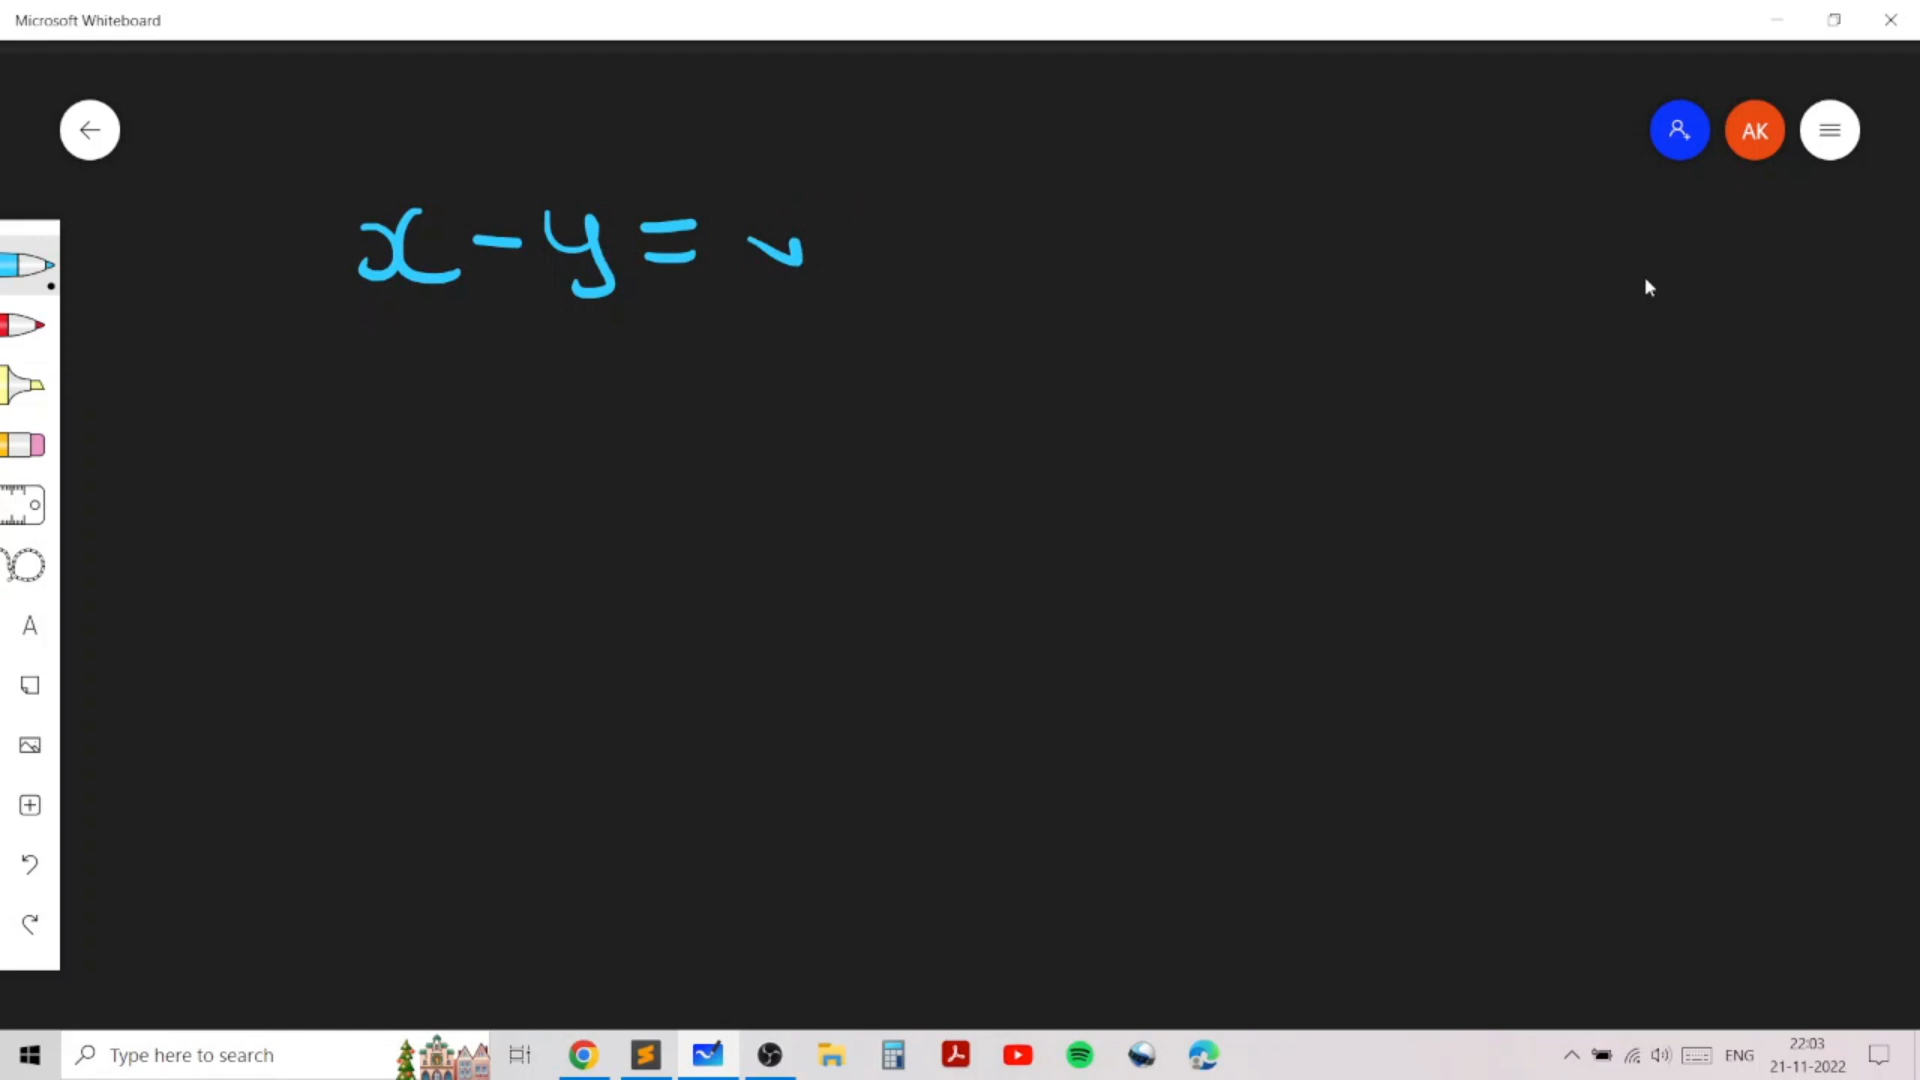 Microsoft Whiteboard
AK
x - y =
A
Type here to search
ENG
22:03
21-11-2022